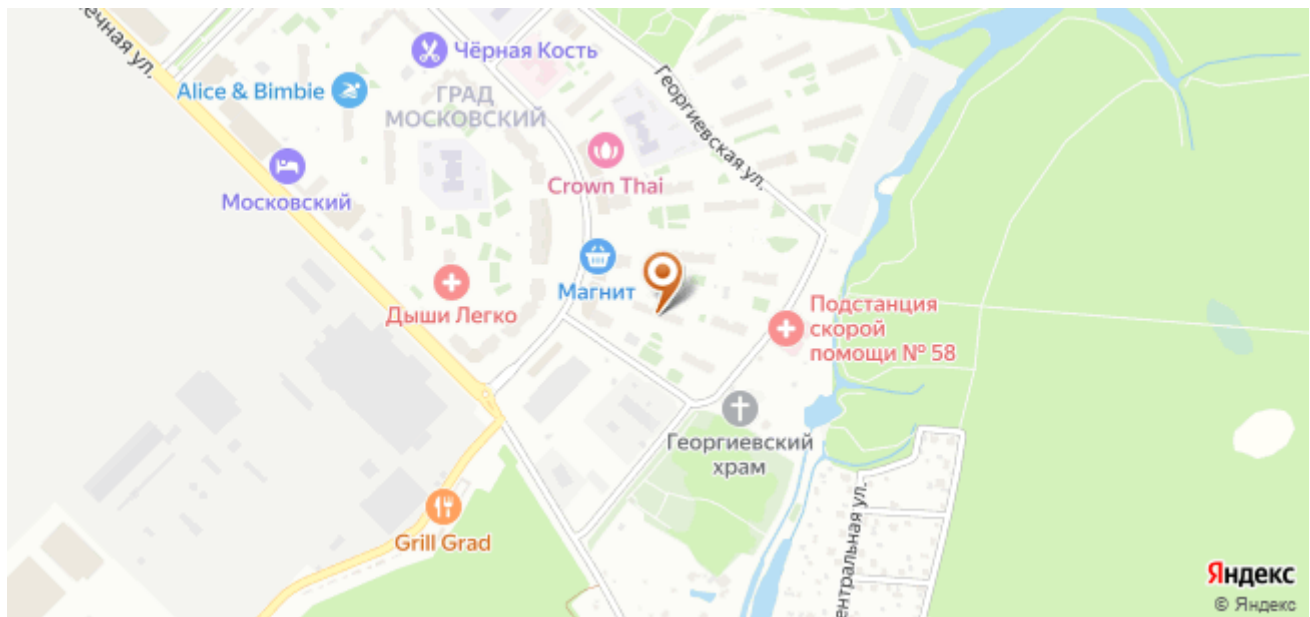 ечная ул.
Чёрная Кость
Alice & Bimbie
ГРАД
МОСКОВСКИЙ
Георгиевская ул.
Crown Thai
Московский
Магнит
Дыши Легко
Подстанция
скорой
помощи № 58
Георгиевский
храм
Grill Grad
ентральная ул.
Яндекс
© Яндекс